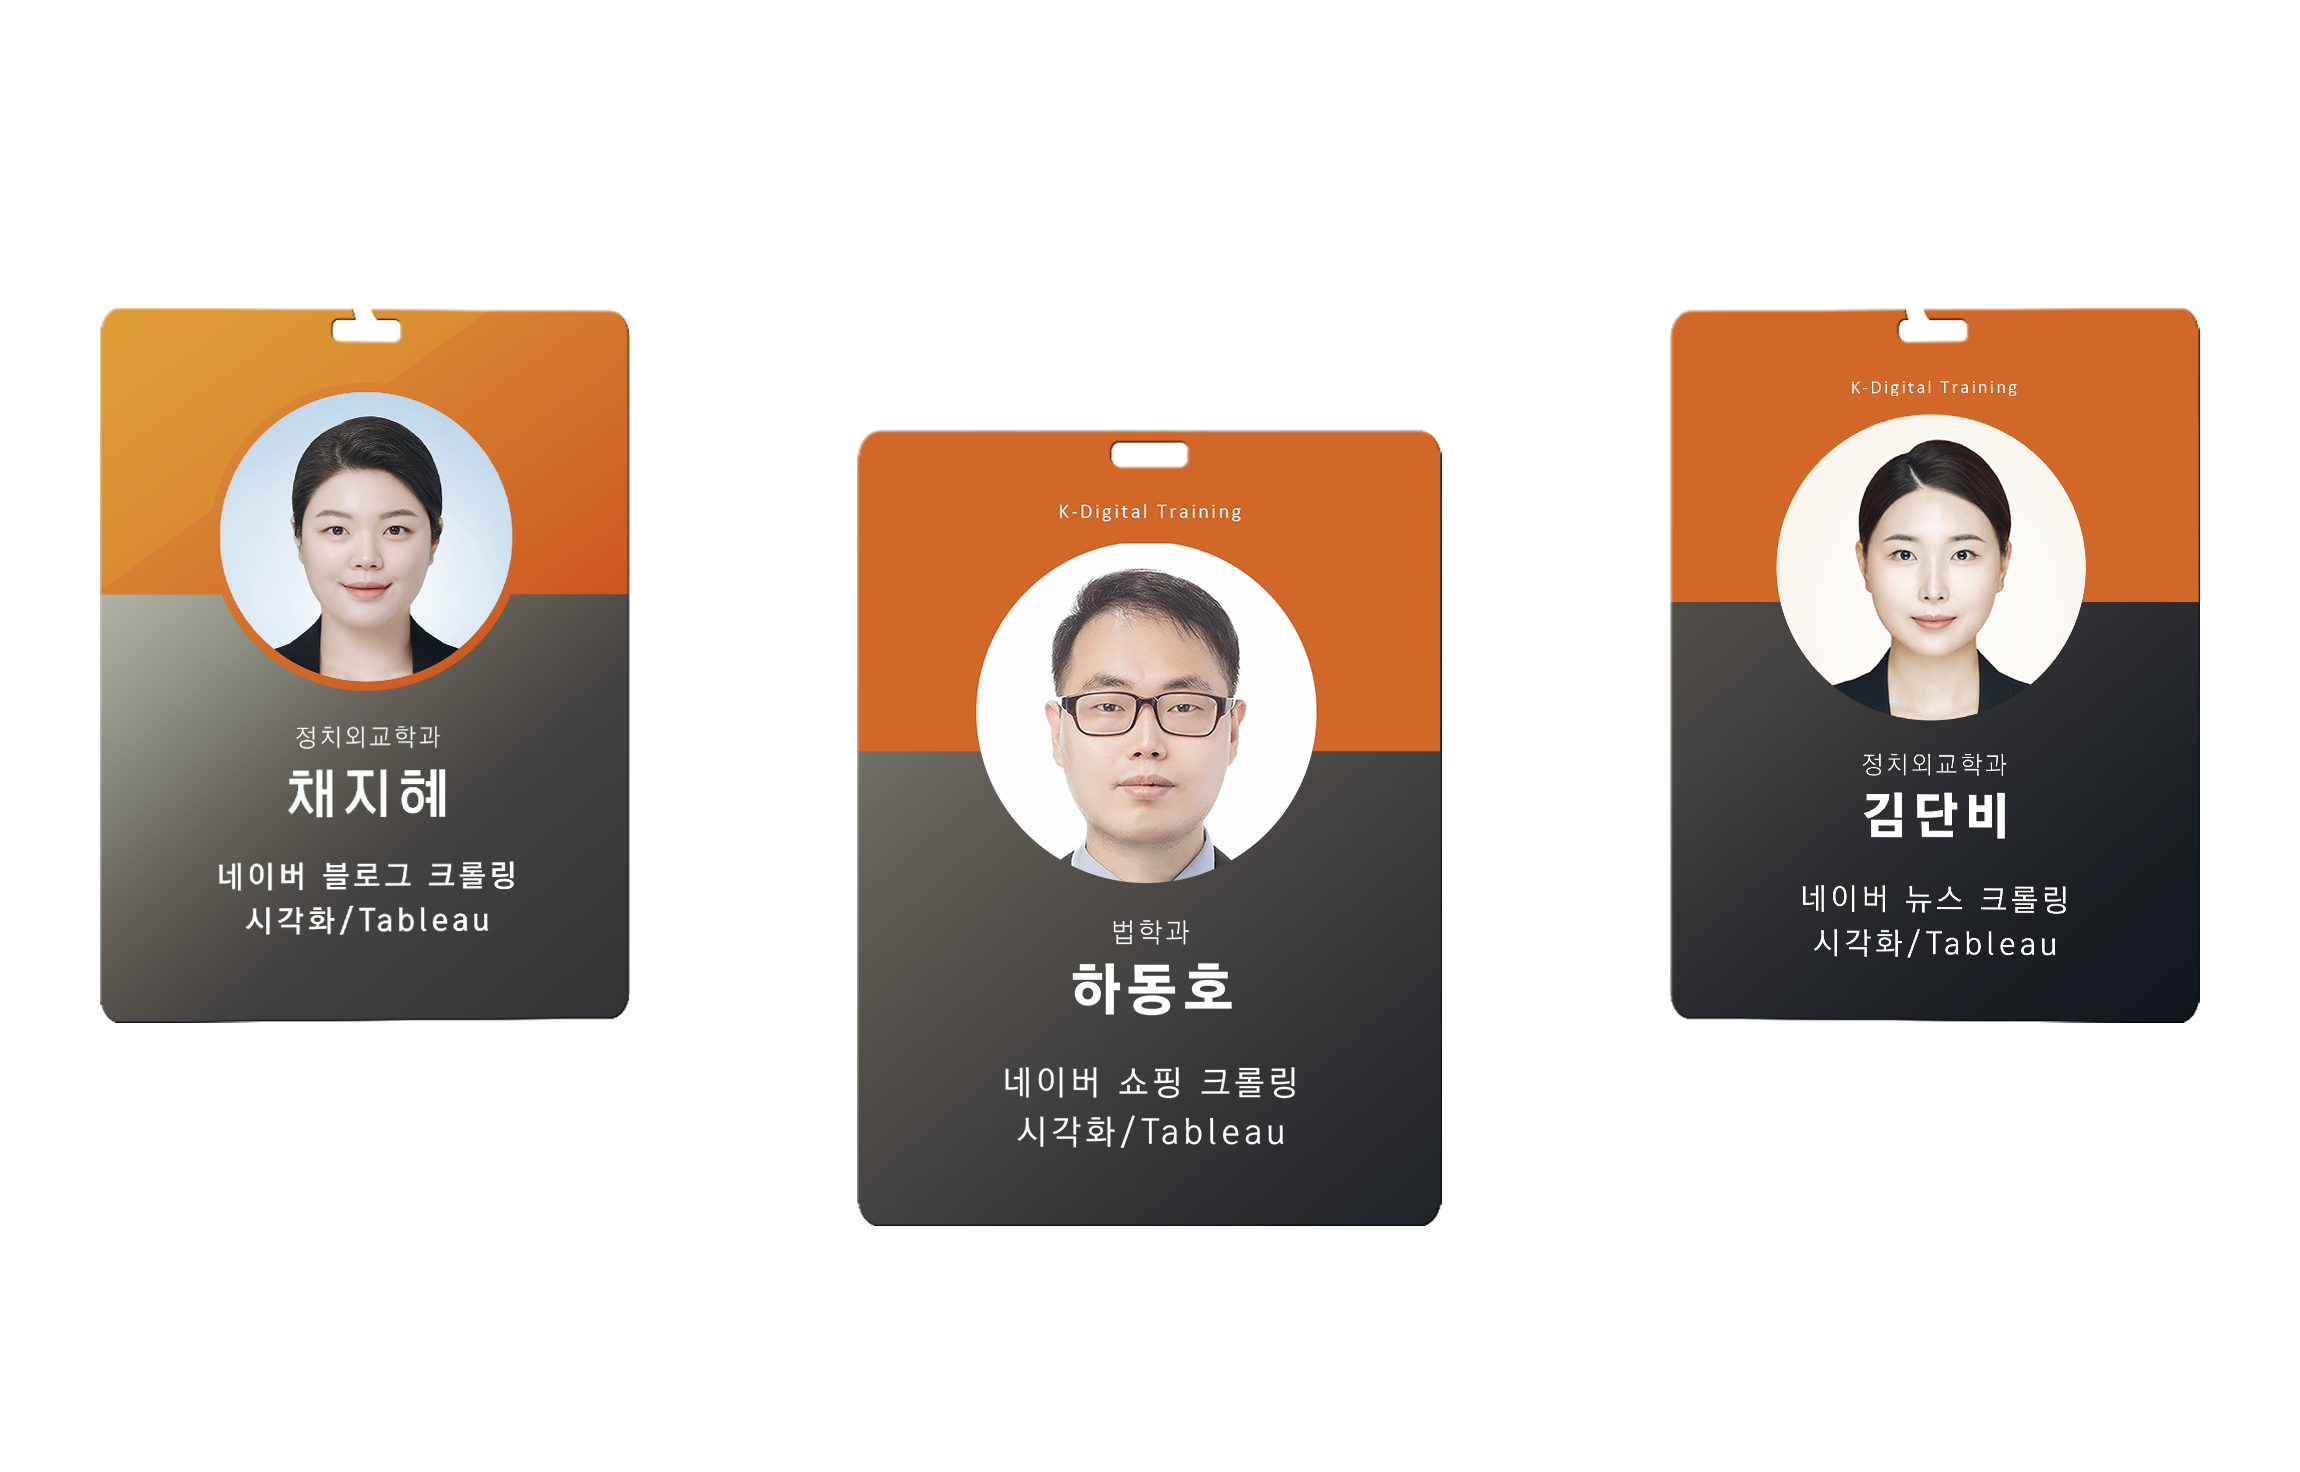 정치외교학과
채지혜
네이버 블로그 크롤링
시각화/Tableau
K-Digital Training
법학과
하동호
네이버 쇼핑 크롤링
시각화/Tableau
K-Digital Training
정치외교학과
김단비
네이버 뉴스 크롤링
시각화/Tableau